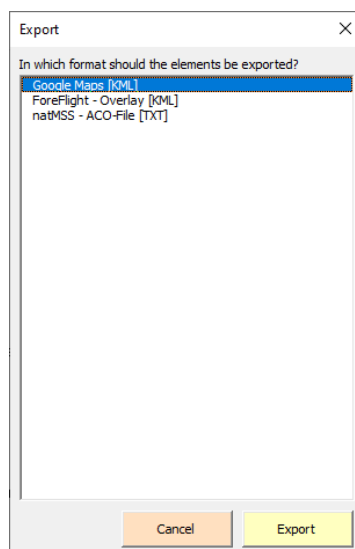 Export
In which format should the elements be exported?
Google Maps [KML]
ForeFlight - Overlay [KML]
natMSS - ACO-File [TXT]
Cancel
Export